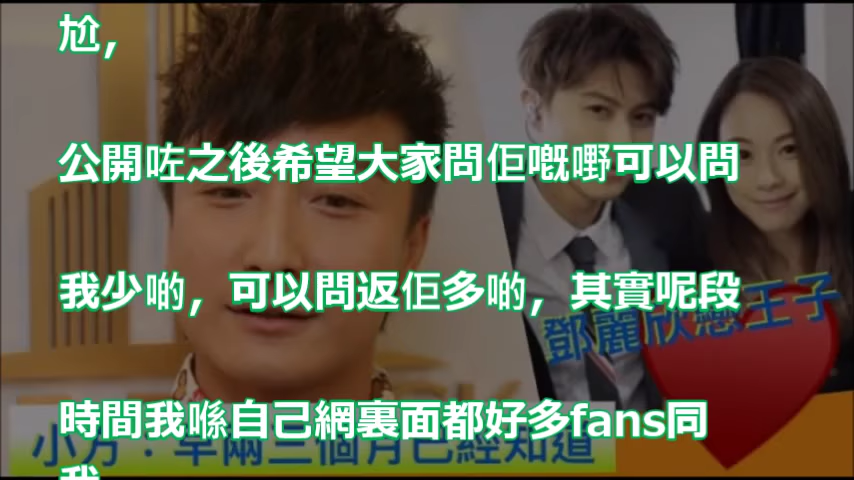 尬，
公開咗之後希望大家問佢嘅嘢可以問
我少啲，可以問返佢多啲，其實呢段
鄧麗欣戀王子
時間我喺自己網裏面都好多fans同
小方：早兩三個月已經知道
我